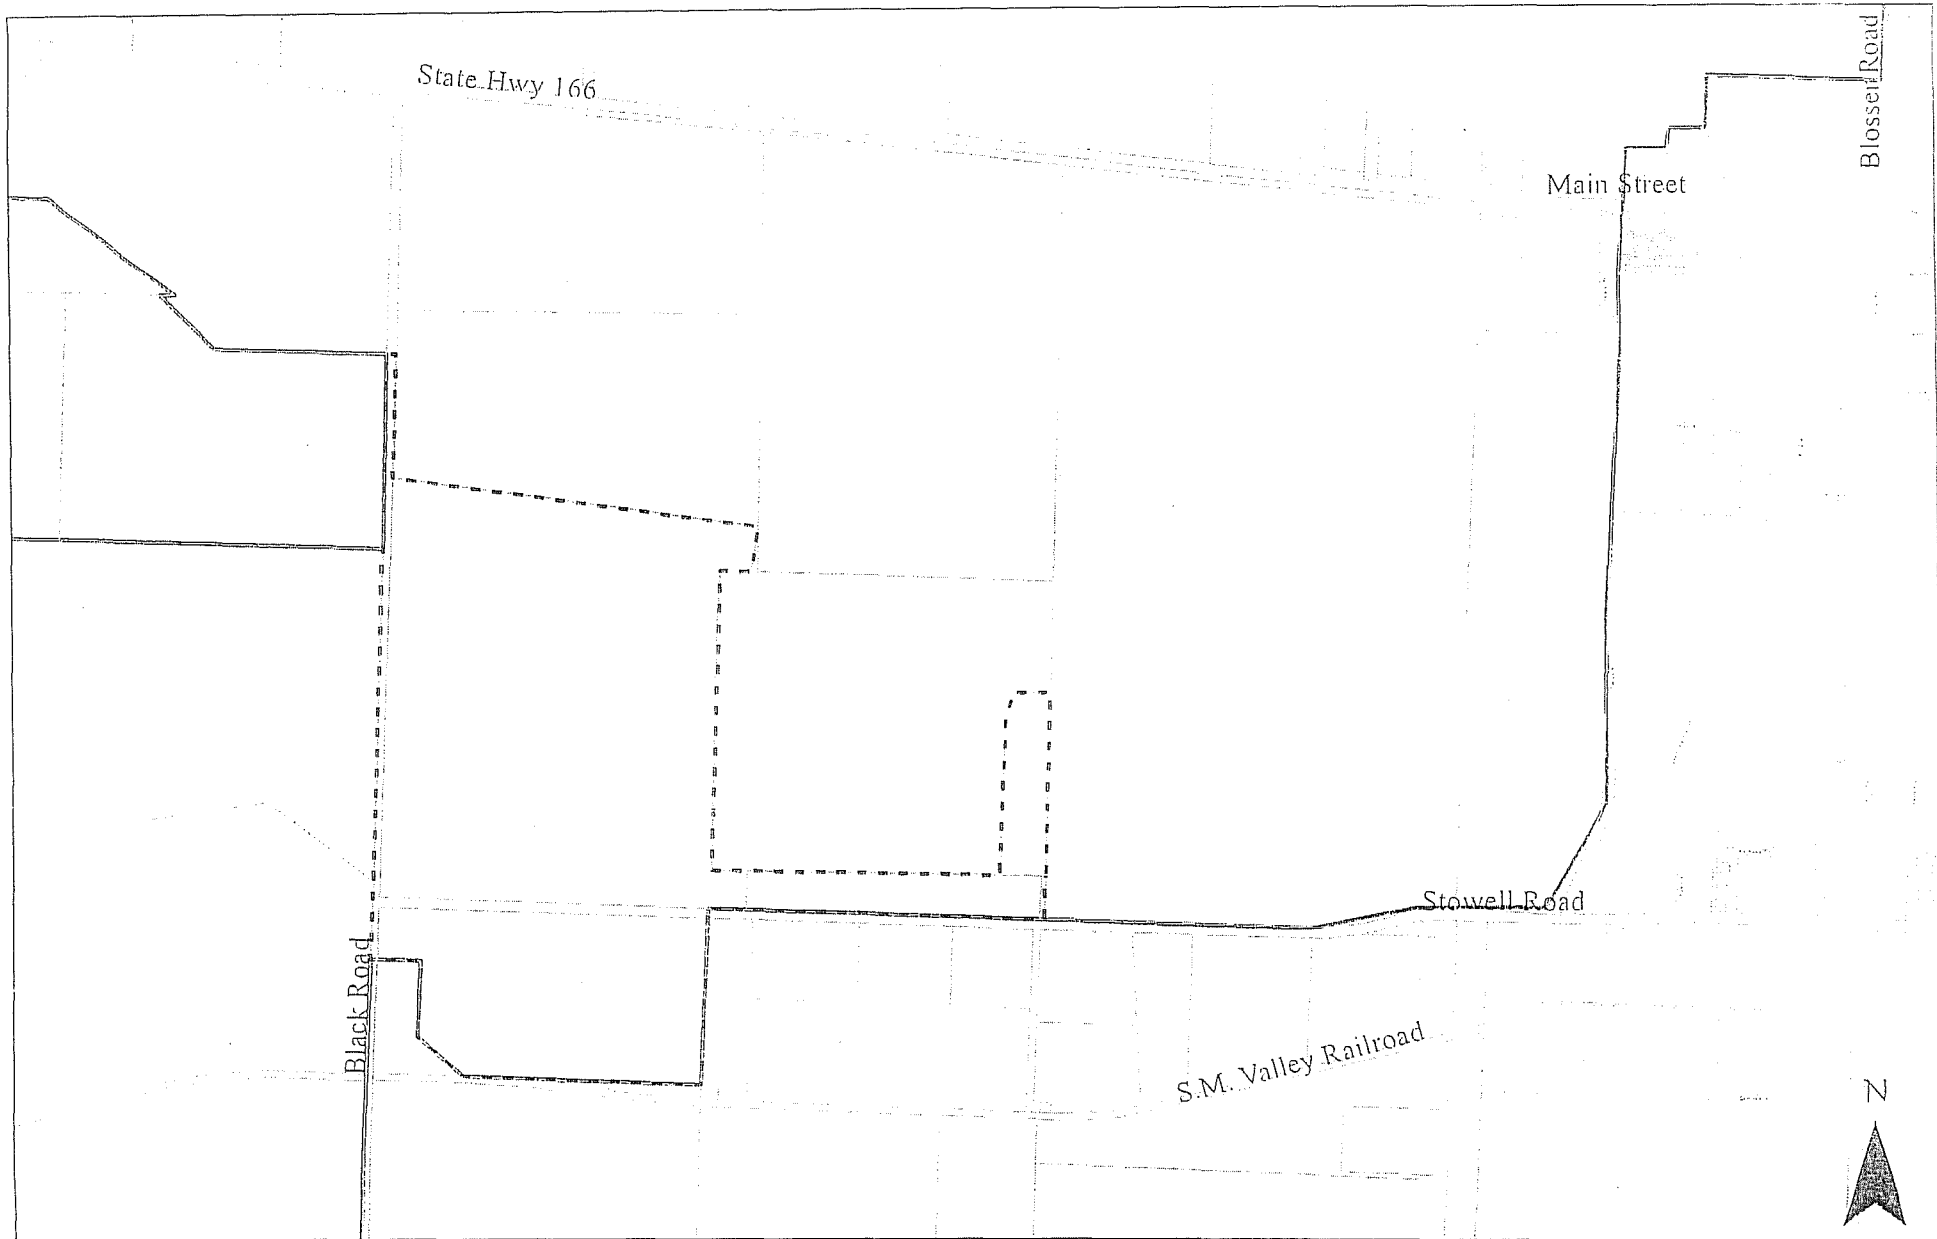 State Hwy 166
Blosser Road
Main Street
Stowell Road
Black Road
S.M. Valley Railroad
N